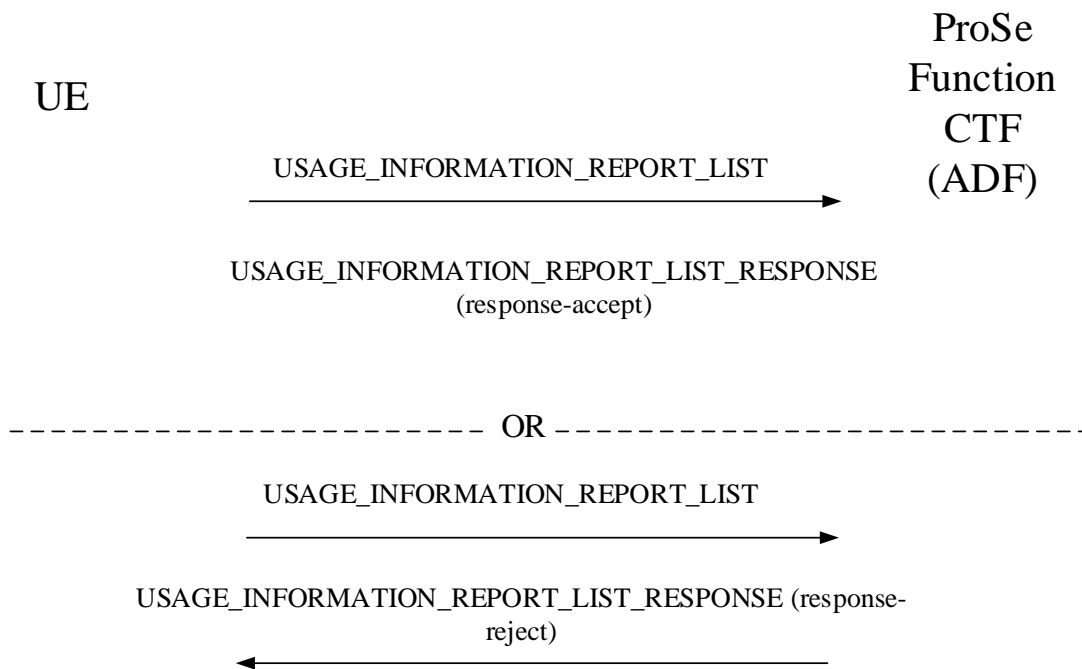 ProSe
Function
CTF
(ADF)
UE
USAGE_INFORMATION_REPORT_LIST
USAGE_INFORMATION_REPORT_LIST_RESPONSE
(response-accept)
OR
USAGE_INFORMATION_REPORT_LIST
USAGE_INFORMATION_REPORT_LIST_RESPONSE (response-
reject)